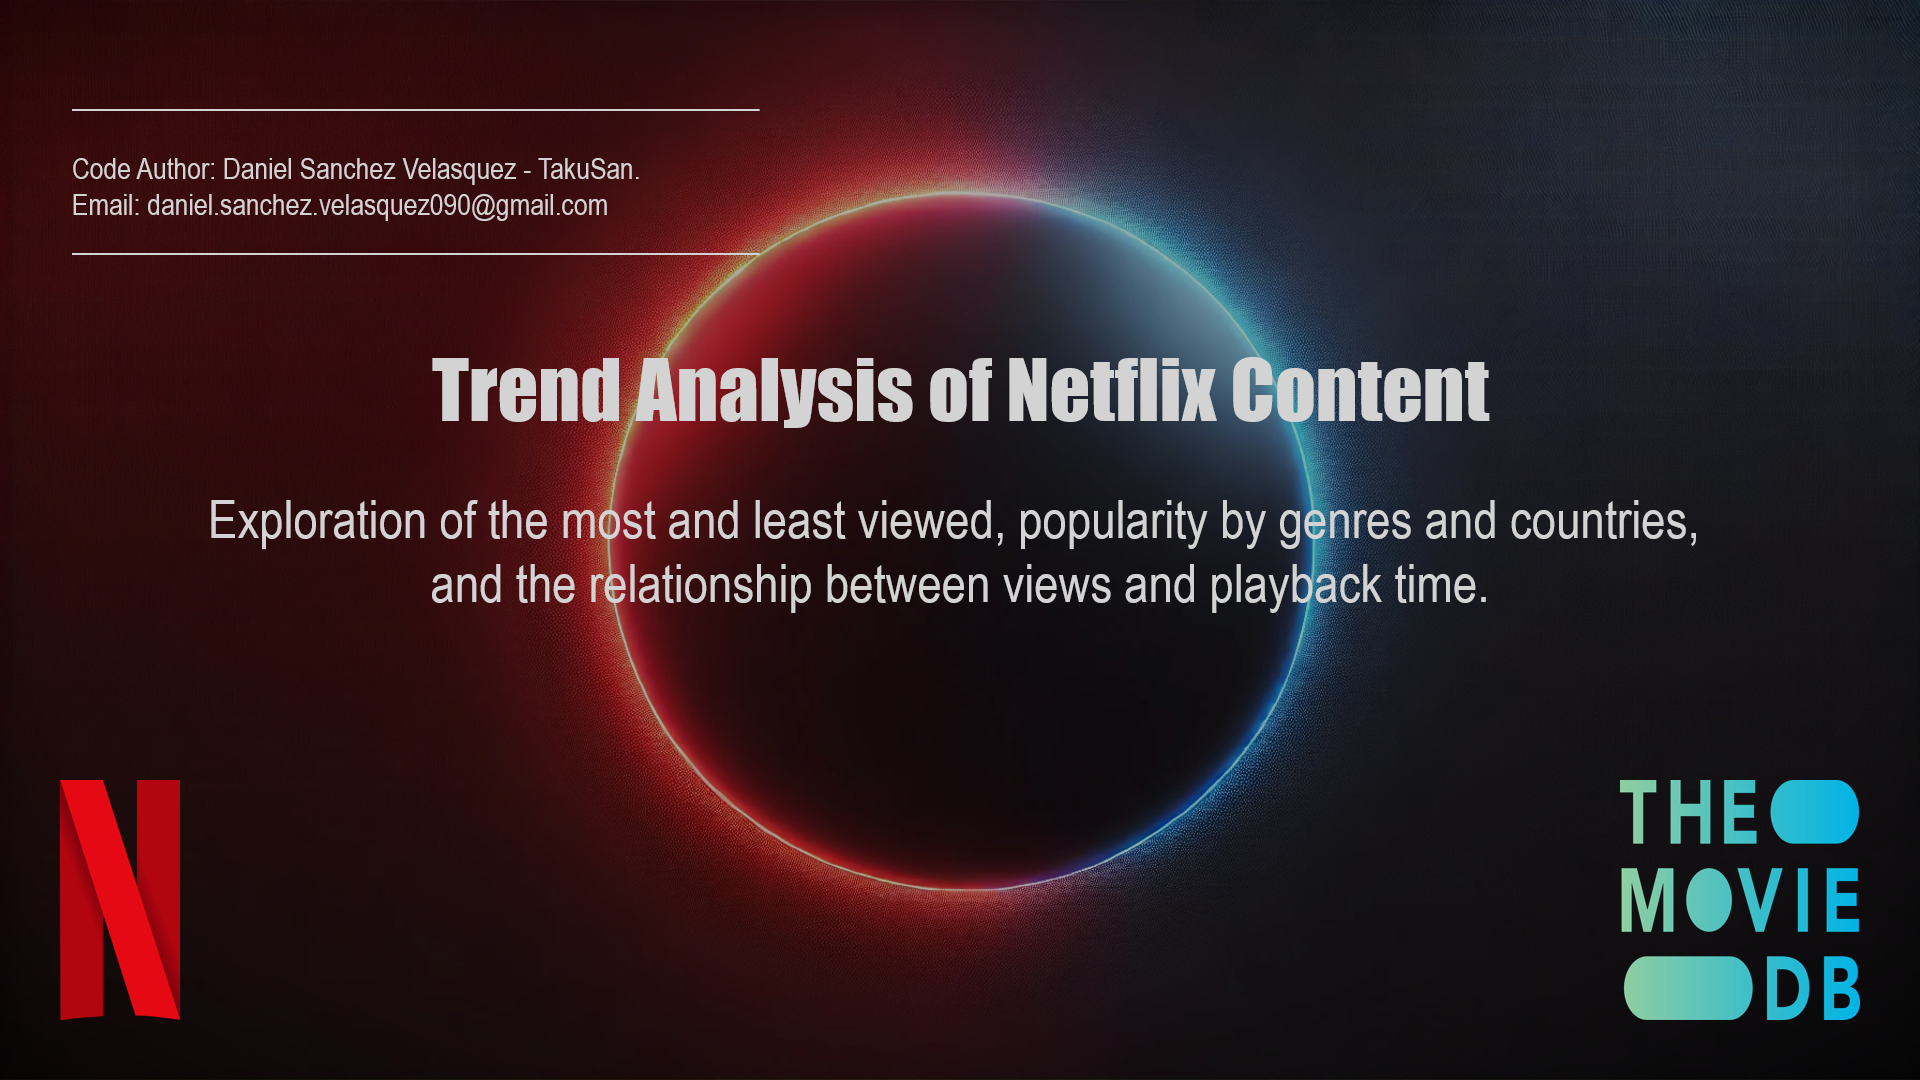 Code Author: Daniel Sanchez Velasquez - TakuSan.
Email: daniel.sanchez.velasquez090@gmail.com
Trend Analysis of Netflix Content
Exploration of the most and least viewed, popularity by genres and countries,
and the relationship between views and playback time.
N
THE
MOVIE
DB